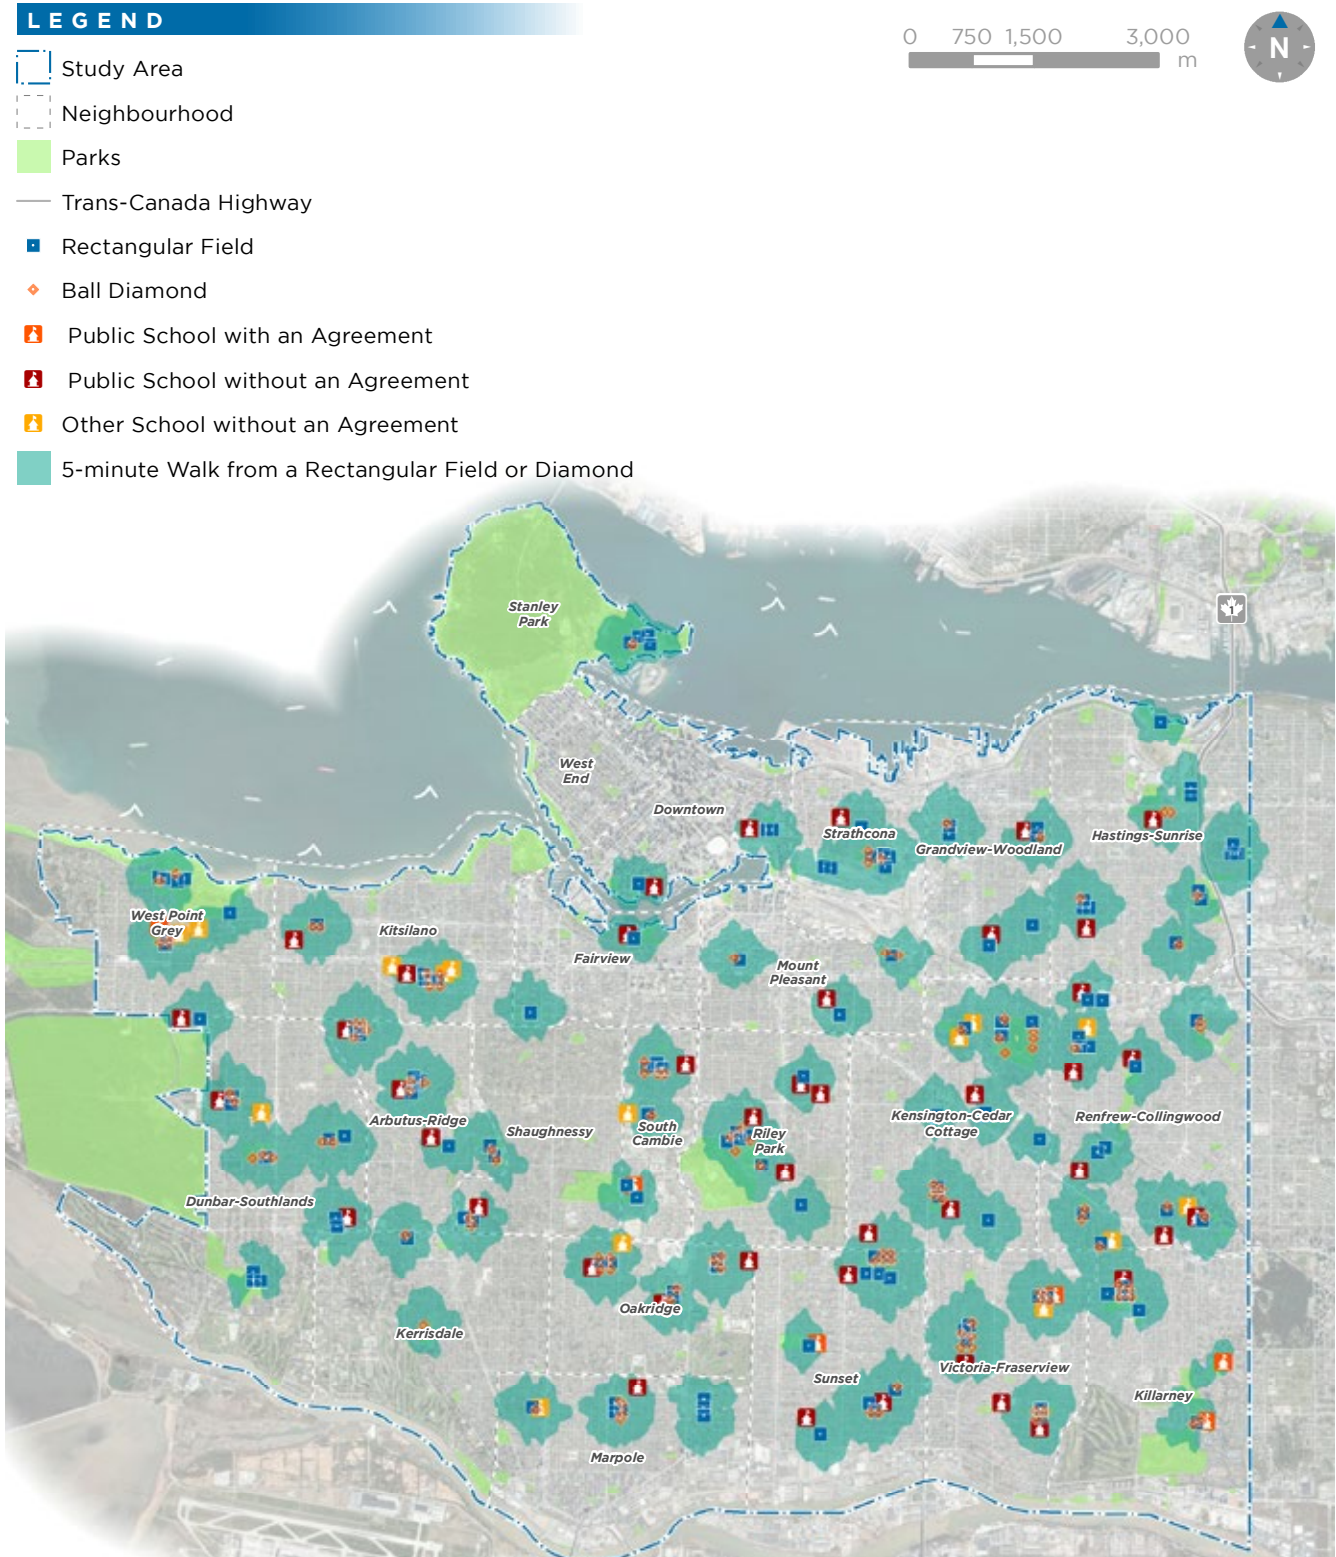 LEGEND
0 750 1,500 3,000
m
N
Study Area
Neighbourhood
Parks
Trans-Canada Highway
Rectangular Field
Ball Diamond
Public School with an Agreement
Public School without an Agreement
Other School without an Agreement
5-minute Walk from a Rectangular Field or Diamond
Stanley
Park
1
West
End
Downtown
Strathcona
Grandview-Woodland
Hastings-Sunrise
West Point
Grey
Kitsilano
Fairview
Mount
Pleasant
Arbutus-Ridge
Shaughnessy
South
Cambie
Riley
Park
Kensington-Cedar
Cottage
Renfrew-Collingwood
Dunbar-Southlands
Oakridge
Kerrisdale
Sunset
Victoria-Fraserview
Killarney
Marpole